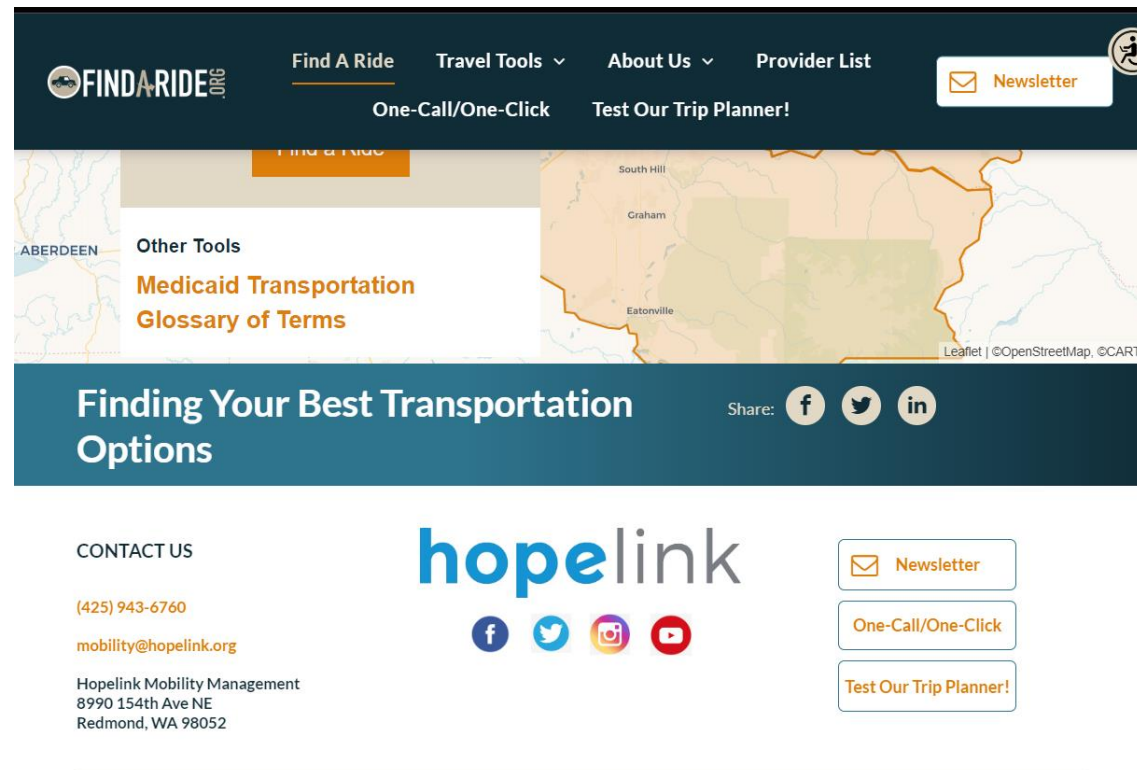 FINDARIDE.ORG
Find A Ride
Travel Tools
About Us
Provider List
One-Call/One-Click
Test Our Trip Planner!
Newsletter
Find a Ride
Other Tools
Medicaid Transportation
Glossary of Terms
ABERDEEN
South Hill
Graham
Eatonville
Leaflet | ©OpenStreetMap, ©CART
Finding Your Best Transportation
Options
Share:
CONTACT US
(425) 943-6760
mobility@hopelink.org
Hopelink Mobility Management
8990 154th Ave NE
Redmond, WA 98052
hopelink
Newsletter
One-Call/One-Click
Test Our Trip Planner!